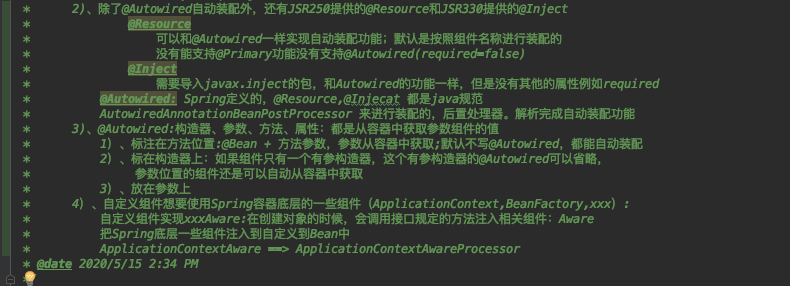 * 2)、除了@Autowired自动装配外，还有JSR250提供的@Resource和JSR330提供的@Inject
* @Resource
* 可以和@Autowired一样实现自动装配功能；默认是按照组件名称进行装配的
* 没有能支持@Primary功能没有支持@Autowired(required=false)
* @Inject
* 需要导入javax.inject的包，和Autowired的功能一样，但是没有其他的属性例如required
* @Autowired: Spring定义的，@Resource,@Injecat 都是java规范
* AutowiredAnnotationBeanPostProcessor 来进行装配的，后置处理器。解析完成自动装配功能
* 3)、@Autowired:构造器、参数、方法、属性：都是从容器中获取参数组件的值
* 1）、标注在方法位置:@Bean + 方法参数，参数从容器中获取;默认不写@Autowired，都能自动装配
* 2）、标在构造器上：如果组件只有一个有参构造器，这个有参构造器的@Autowired可以省略，
* 参数位置的组件还是可以自动从容器中获取
* 3）、放在参数上
* 4）、自定义组件想要使用Spring容器底层的一些组件（ApplicationContext,BeanFactory,xxx）:
* 自定义组件实现xxxAware:在创建对象的时候，会调用接口规定的方法注入相关组件：Aware
* 把Spring底层一些组件注入到自定义到Bean中
* ApplicationContextAware ==> ApplicationContextAwareProcessor
* @date 2020/5/15 2:34 PM
*